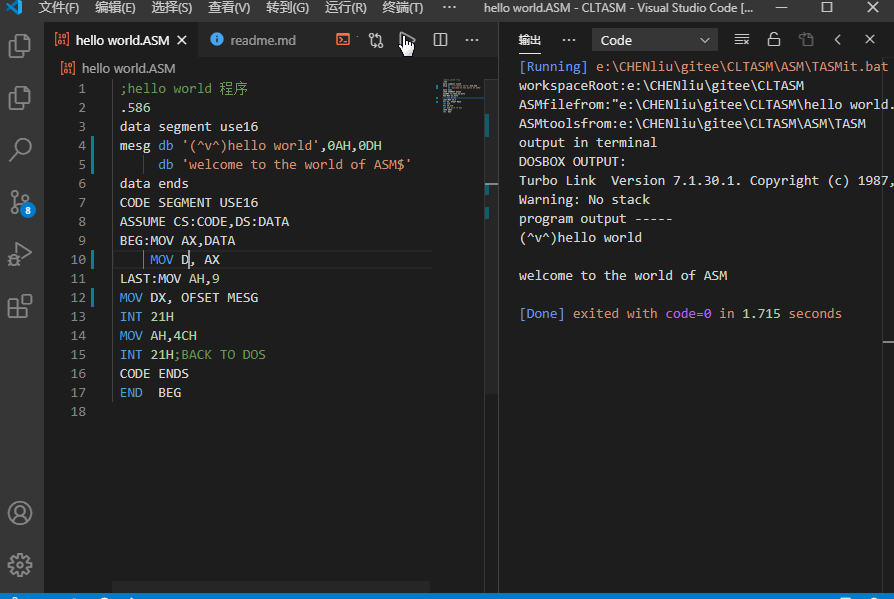 文件(F) 编辑(E) 选择(S) 查看(V) 转到(G) 运行(R) 终端(T) ··· hello world.ASM - CLTASM - Visual Studio Code [...
hello world.ASM readme.md ···
hello world.ASM
1 ;hello world 程序
2 .586
3 data segment use16
4 mesg db '(^v^)hello world',0AH,0DH
5 db 'welcome to the world of ASM$'
6 data ends
7 CODE SEGMENT USE16
8 ASSUME CS:CODE,DS:DATA
9 BEG:MOV AX,DATA
10 MOV D, AX
11 LAST:MOV AH,9
12 MOV DX, OFSET MESG
13 INT 21H
14 MOV AH,4CH
15 INT 21H;BACK TO DOS
16 CODE ENDS
17 END BEG
18
8
输出 ··· Code
[Running] e:\CHENliu\gitee\CLTASM\ASM\TASMit.bat
workspaceRoot:e:\CHENliu\gitee\CLTASM
ASMfilefrom:"e:\CHENliu\gitee\CLTASM\hello world.
ASMtoolsfrom:e:\CHENliu\gitee\CLTASM\ASM\TASM
output in terminal
DOSBOX OUTPUT:
Turbo Link Version 7.1.30.1. Copyright (c) 1987,
Warning: No stack
program output -----
(^v^)hello world
welcome to the world of ASM
[Done] exited with code=0 in 1.715 seconds